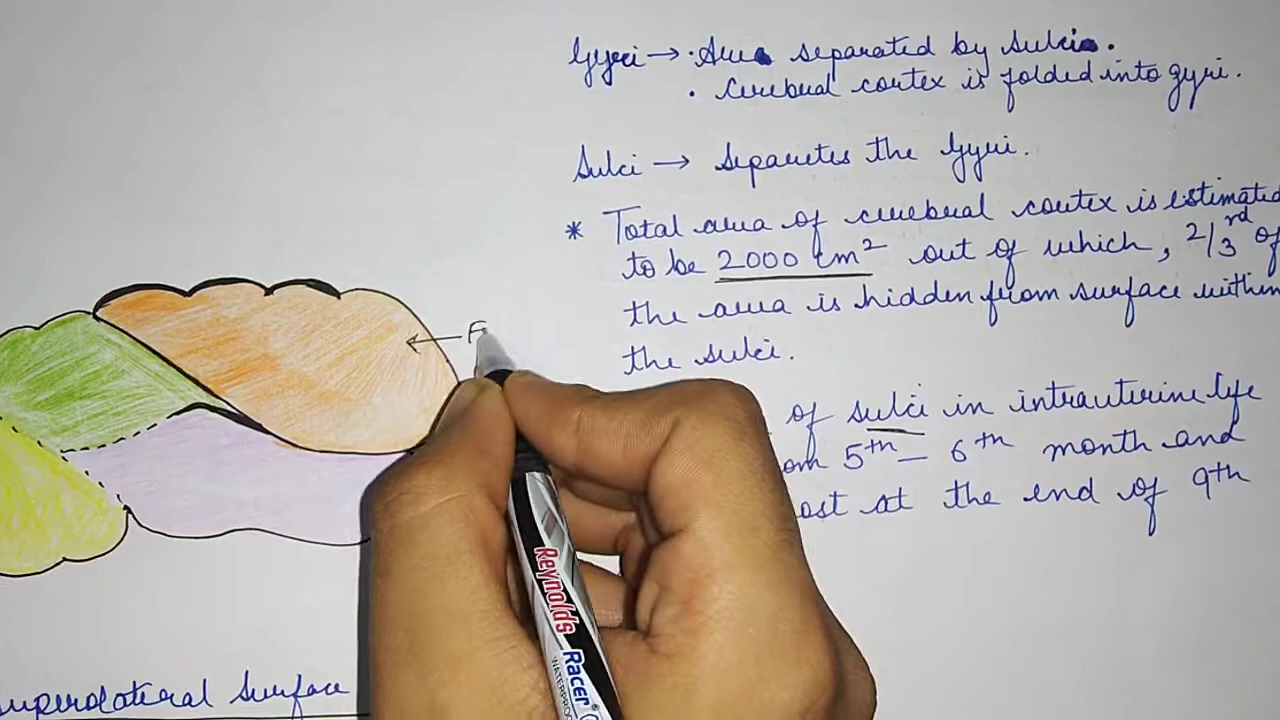 Gyri → · Area separated by sulci.
· Cerebral cortex is folded into gyri.
Sulci → Separetes the Gyri.
* Total area of cerebral cortex is estimated
to be 2000 cm² out of which, 2/3rd of
the area is hidden from surface within
the sulci.
of sulci in intrauterine life
5th – 6th month and
at the end of 9th
F
Superolateral Surface
Reynolds
Racer
WATERPROOF